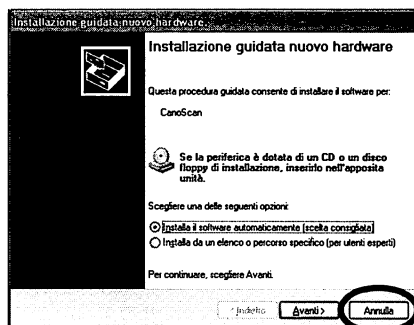 Installazione guidata nuovo hardware
Installazione guidata nuovo hardware
Questa procedura guidata consente di installare il software per:
CanoScan
Se la periferica è dotata di un CD o un disco
floppy di installazione, inserirlo nell'apposita
unità.
Scegliere una delle seguenti opzioni:
Installa il software automaticamente (scelta consigliata)
Installa da un elenco o percorso specifico (per utenti esperti)
Per continuare, scegliere Avanti.
< Indietro
Avanti >
Annulla